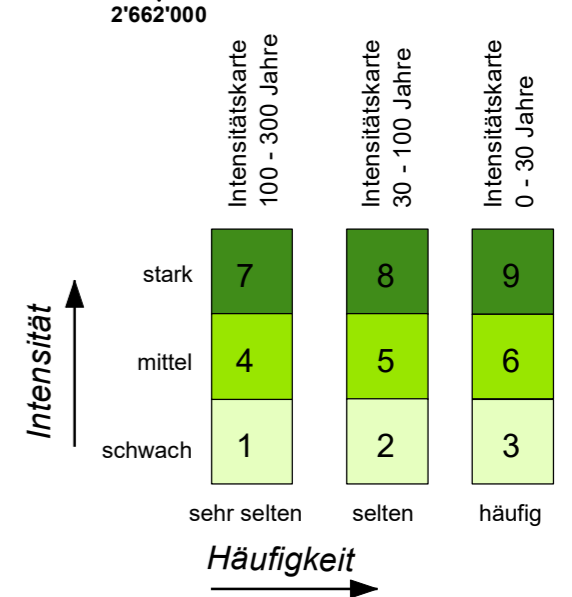 2'662'000
Intensitätskarte
100 - 300 Jahre
Intensitätskarte
30 - 100 Jahre
Intensitätskarte
0 - 30 Jahre
Intensität
stark
7
8
9
mittel
4
5
6
schwach
1
2
3
sehr selten
selten
häufig
Häufigkeit